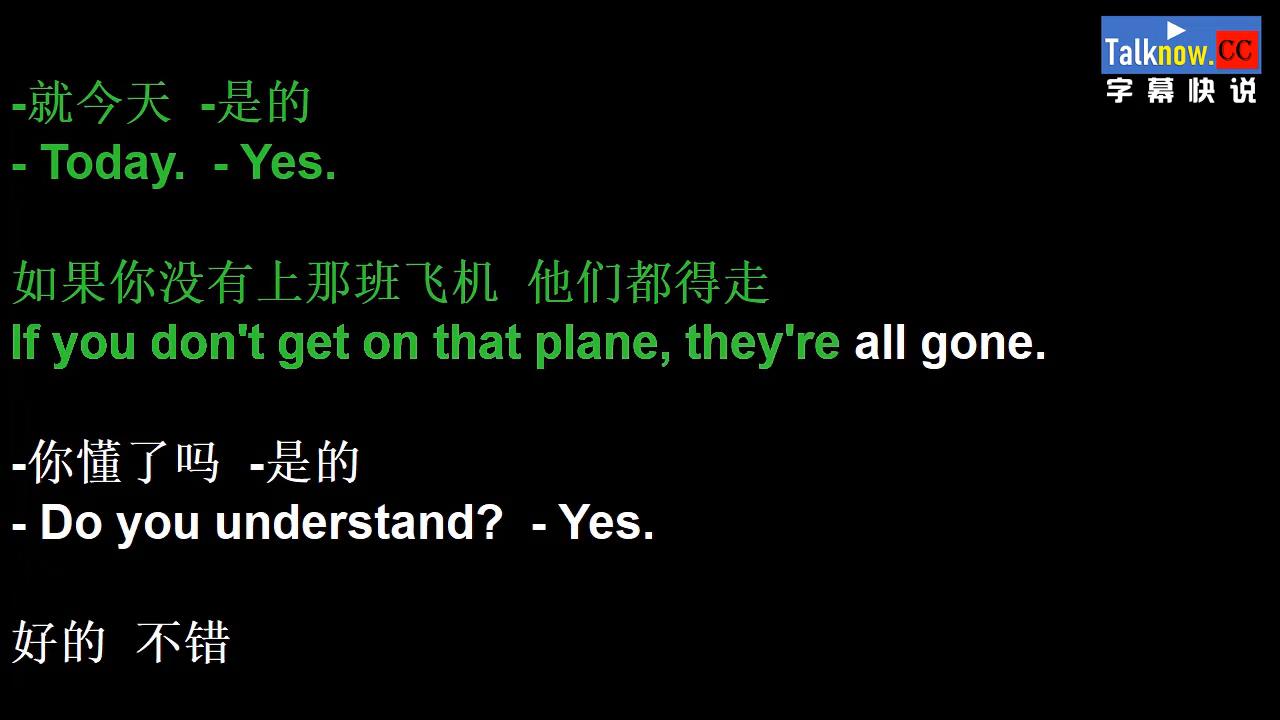 Talknow.CC
字幕快说
-就今天 -是的
- Today. - Yes.
如果你没有上那班飞机 他们都得走
If you don't get on that plane, they're all gone.
-你懂了吗 -是的
- Do you understand? - Yes.
好的 不错